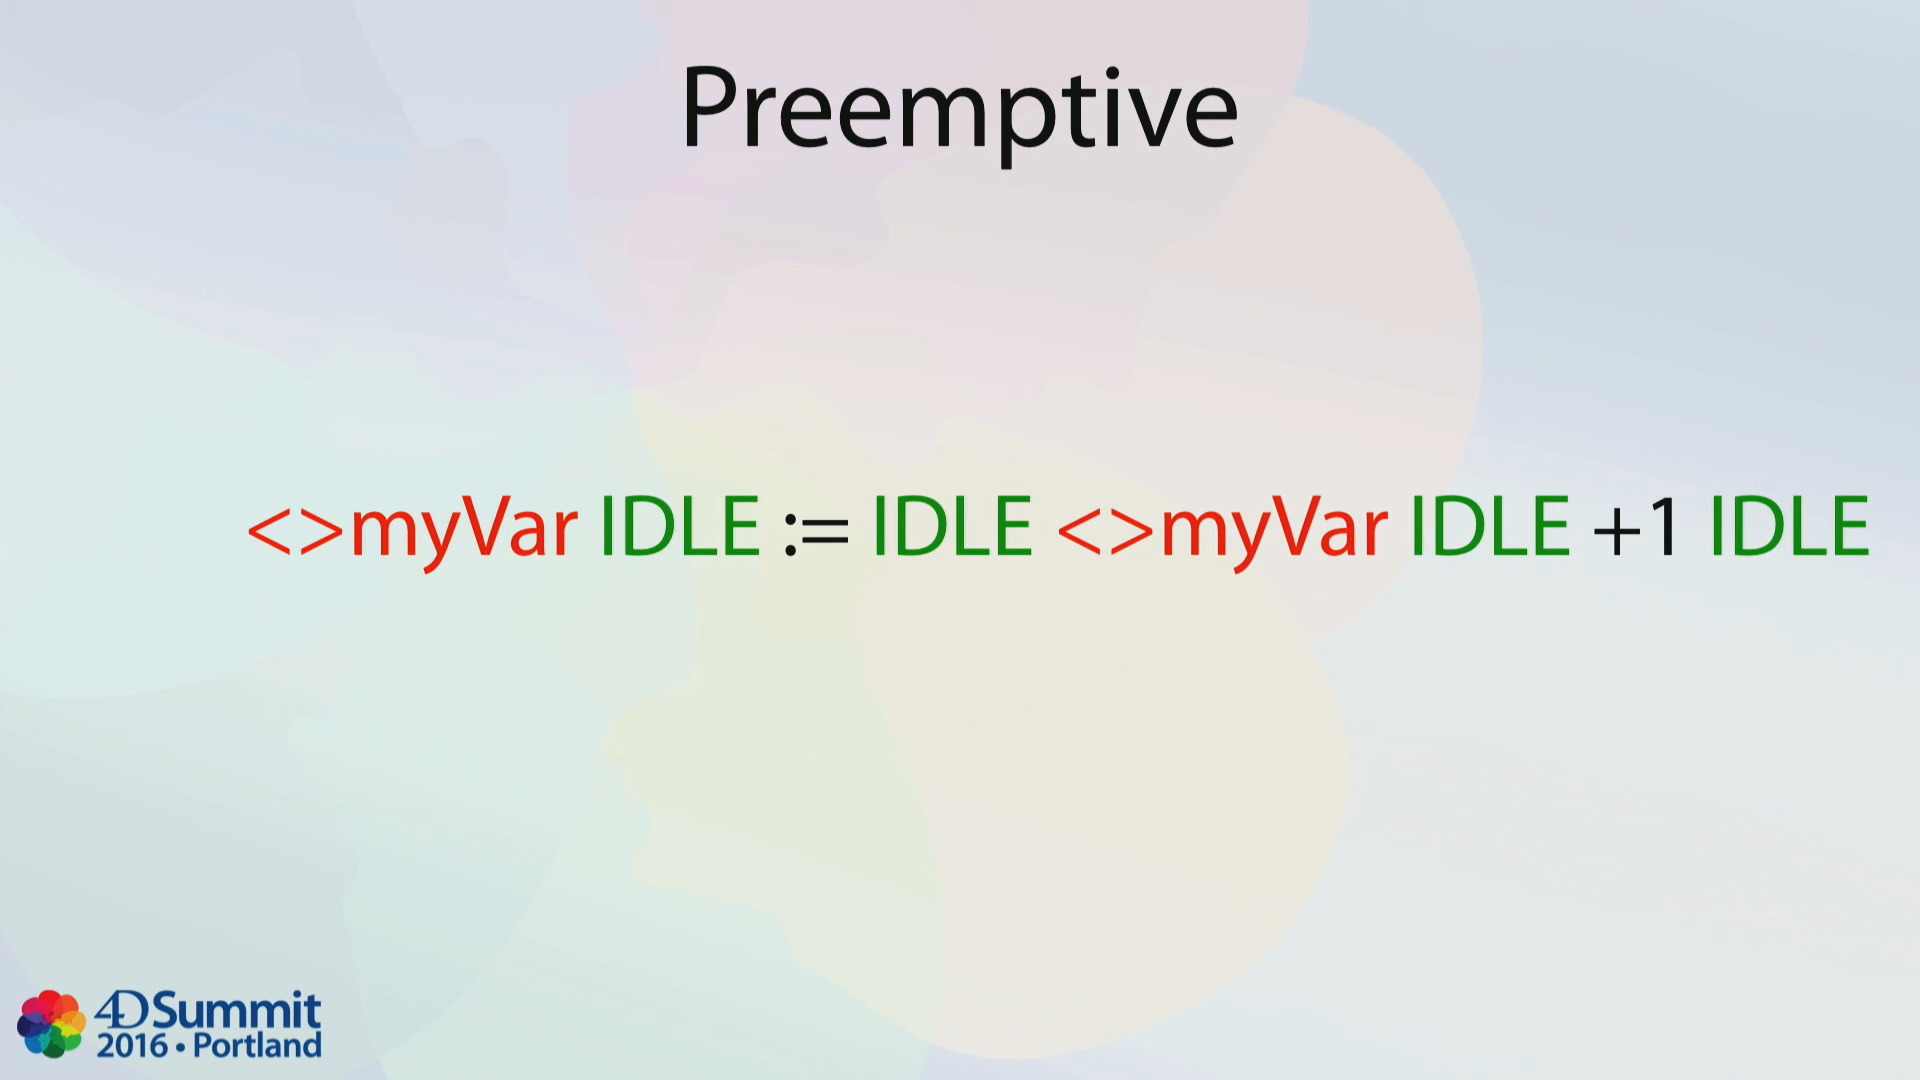 Preemptive
<>myVar IDLE := IDLE <>myVar IDLE +1 IDLE
4D Summit
2016 • Portland